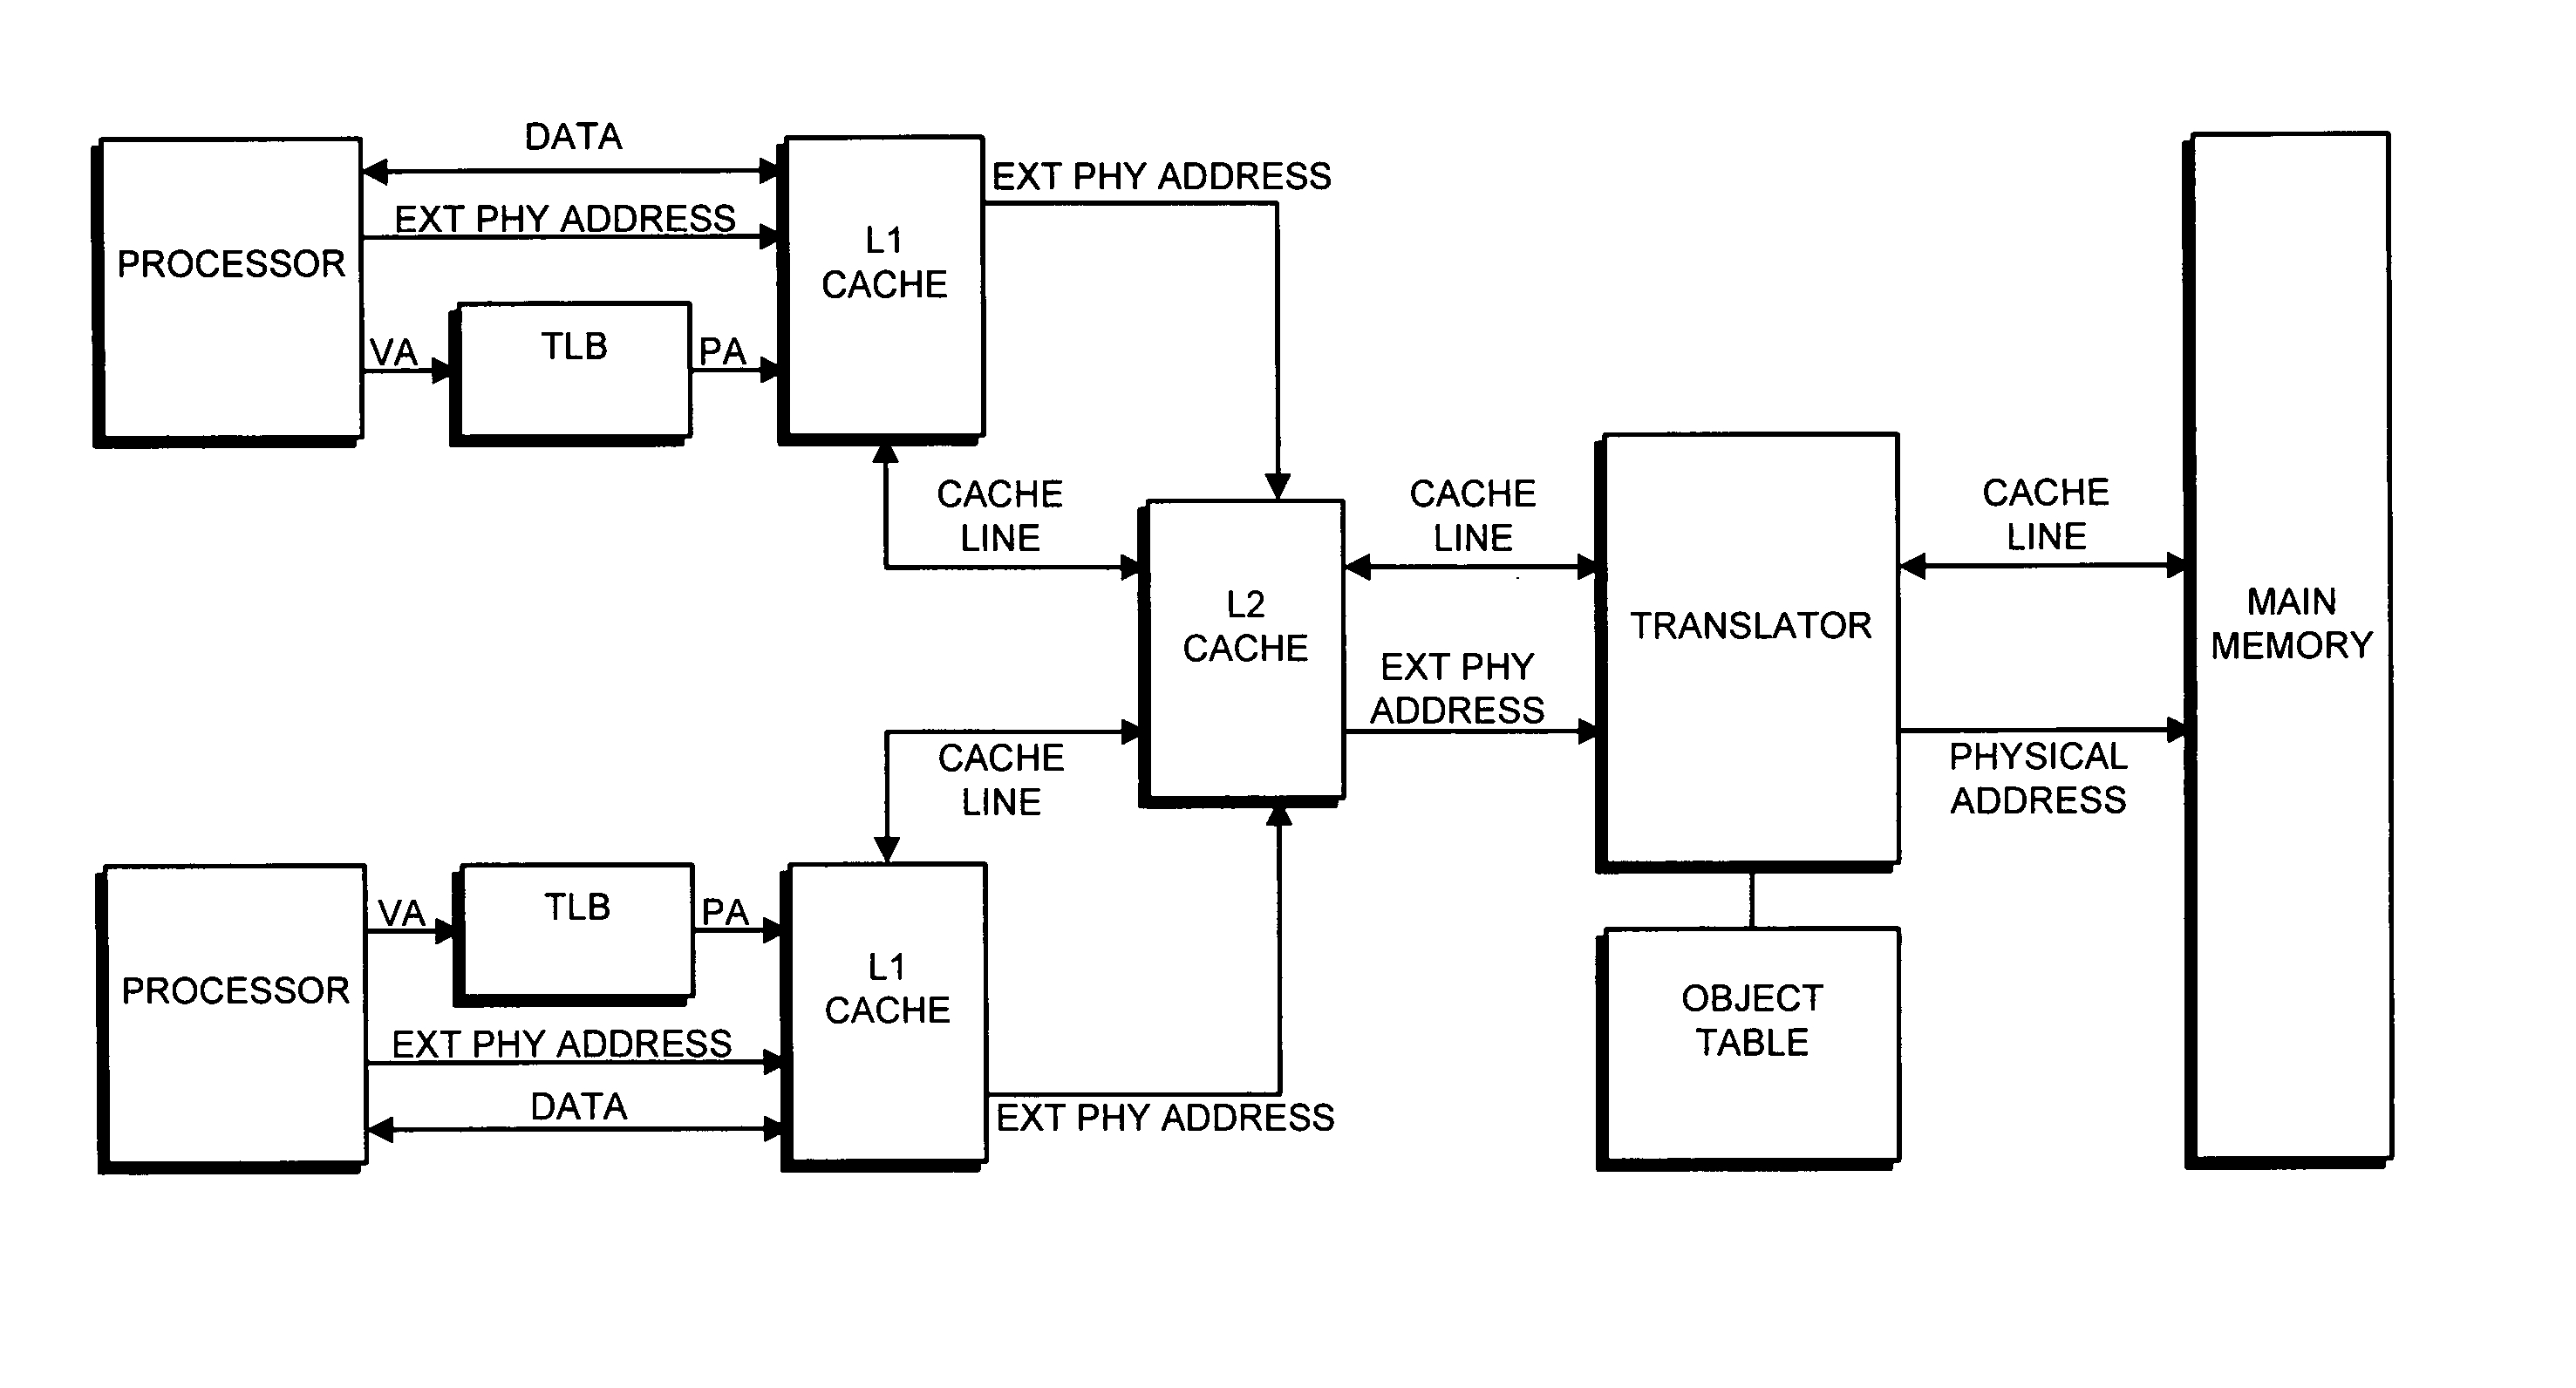 DATA
EXT PHY ADDRESS
EXT PHY ADDRESS
PROCESSOR
L1
CACHE
VA
TLB
PA
CACHE
LINE
CACHE
LINE
CACHE
LINE
L2
CACHE
TRANSLATOR
MAIN
MEMORY
EXT PHY
ADDRESS
CACHE
LINE
PHYSICAL
ADDRESS
VA
TLB
PA
PROCESSOR
L1
CACHE
EXT PHY ADDRESS
DATA
EXT PHY ADDRESS
OBJECT
TABLE